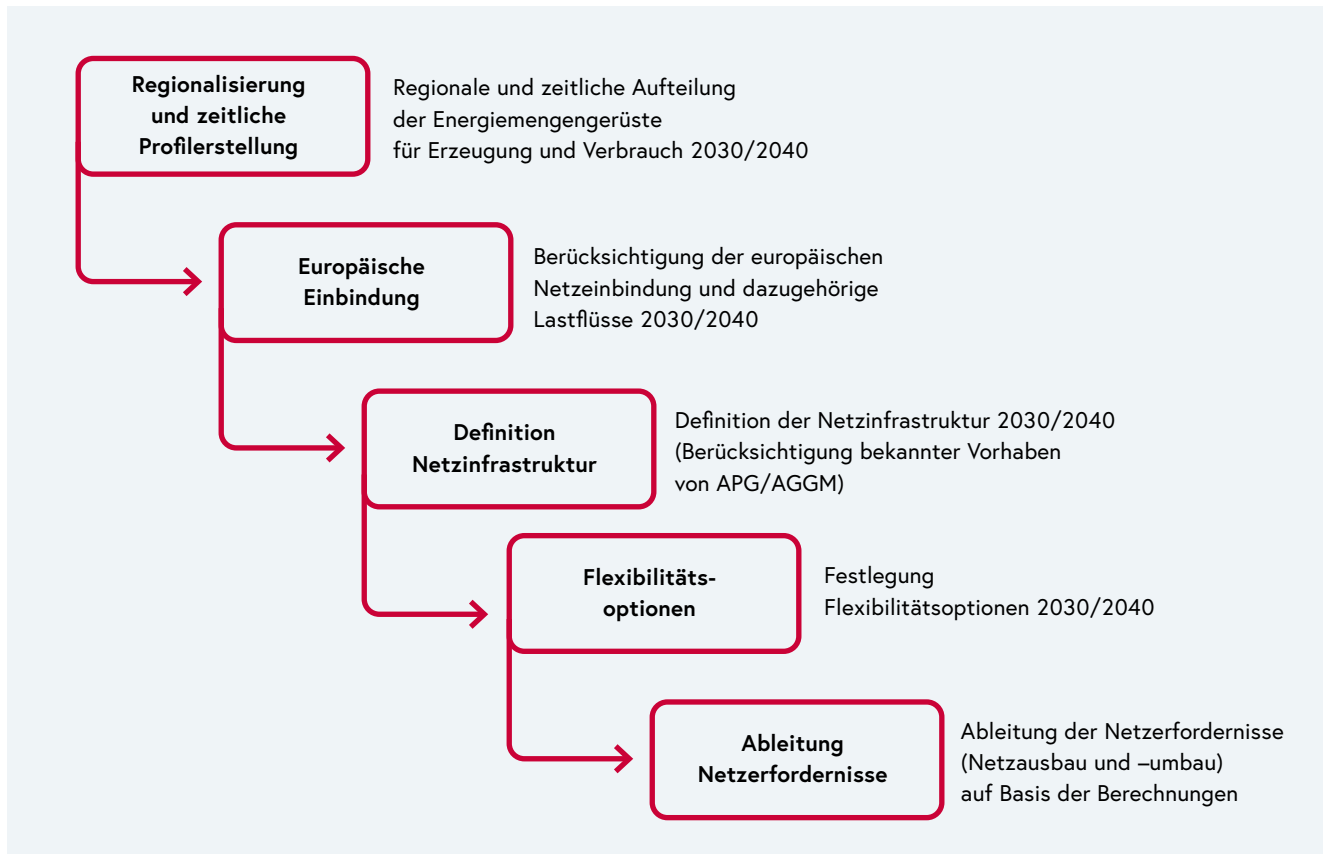 Regionalisierung
und zeitliche
Profilerstellung
Regionale und zeitliche Aufteilung
der Energiemengengerüste
für Erzeugung und Verbrauch 2030/2040
Europäische
Einbindung
Berücksichtigung der europäischen
Netzeinbindung und dazugehörige
Lastflüsse 2030/2040
Definition
Netzinfrastruktur
Definition der Netzinfrastruktur 2030/2040
(Berücksichtigung bekannter Vorhaben
von APG/AGGM)
Flexibilitäts-
optionen
Festlegung
Flexibilitätsoptionen 2030/2040
Ableitung
Netzerfordernisse
Ableitung der Netzerfordernisse
(Netzausbau und –umbau)
auf Basis der Berechnungen